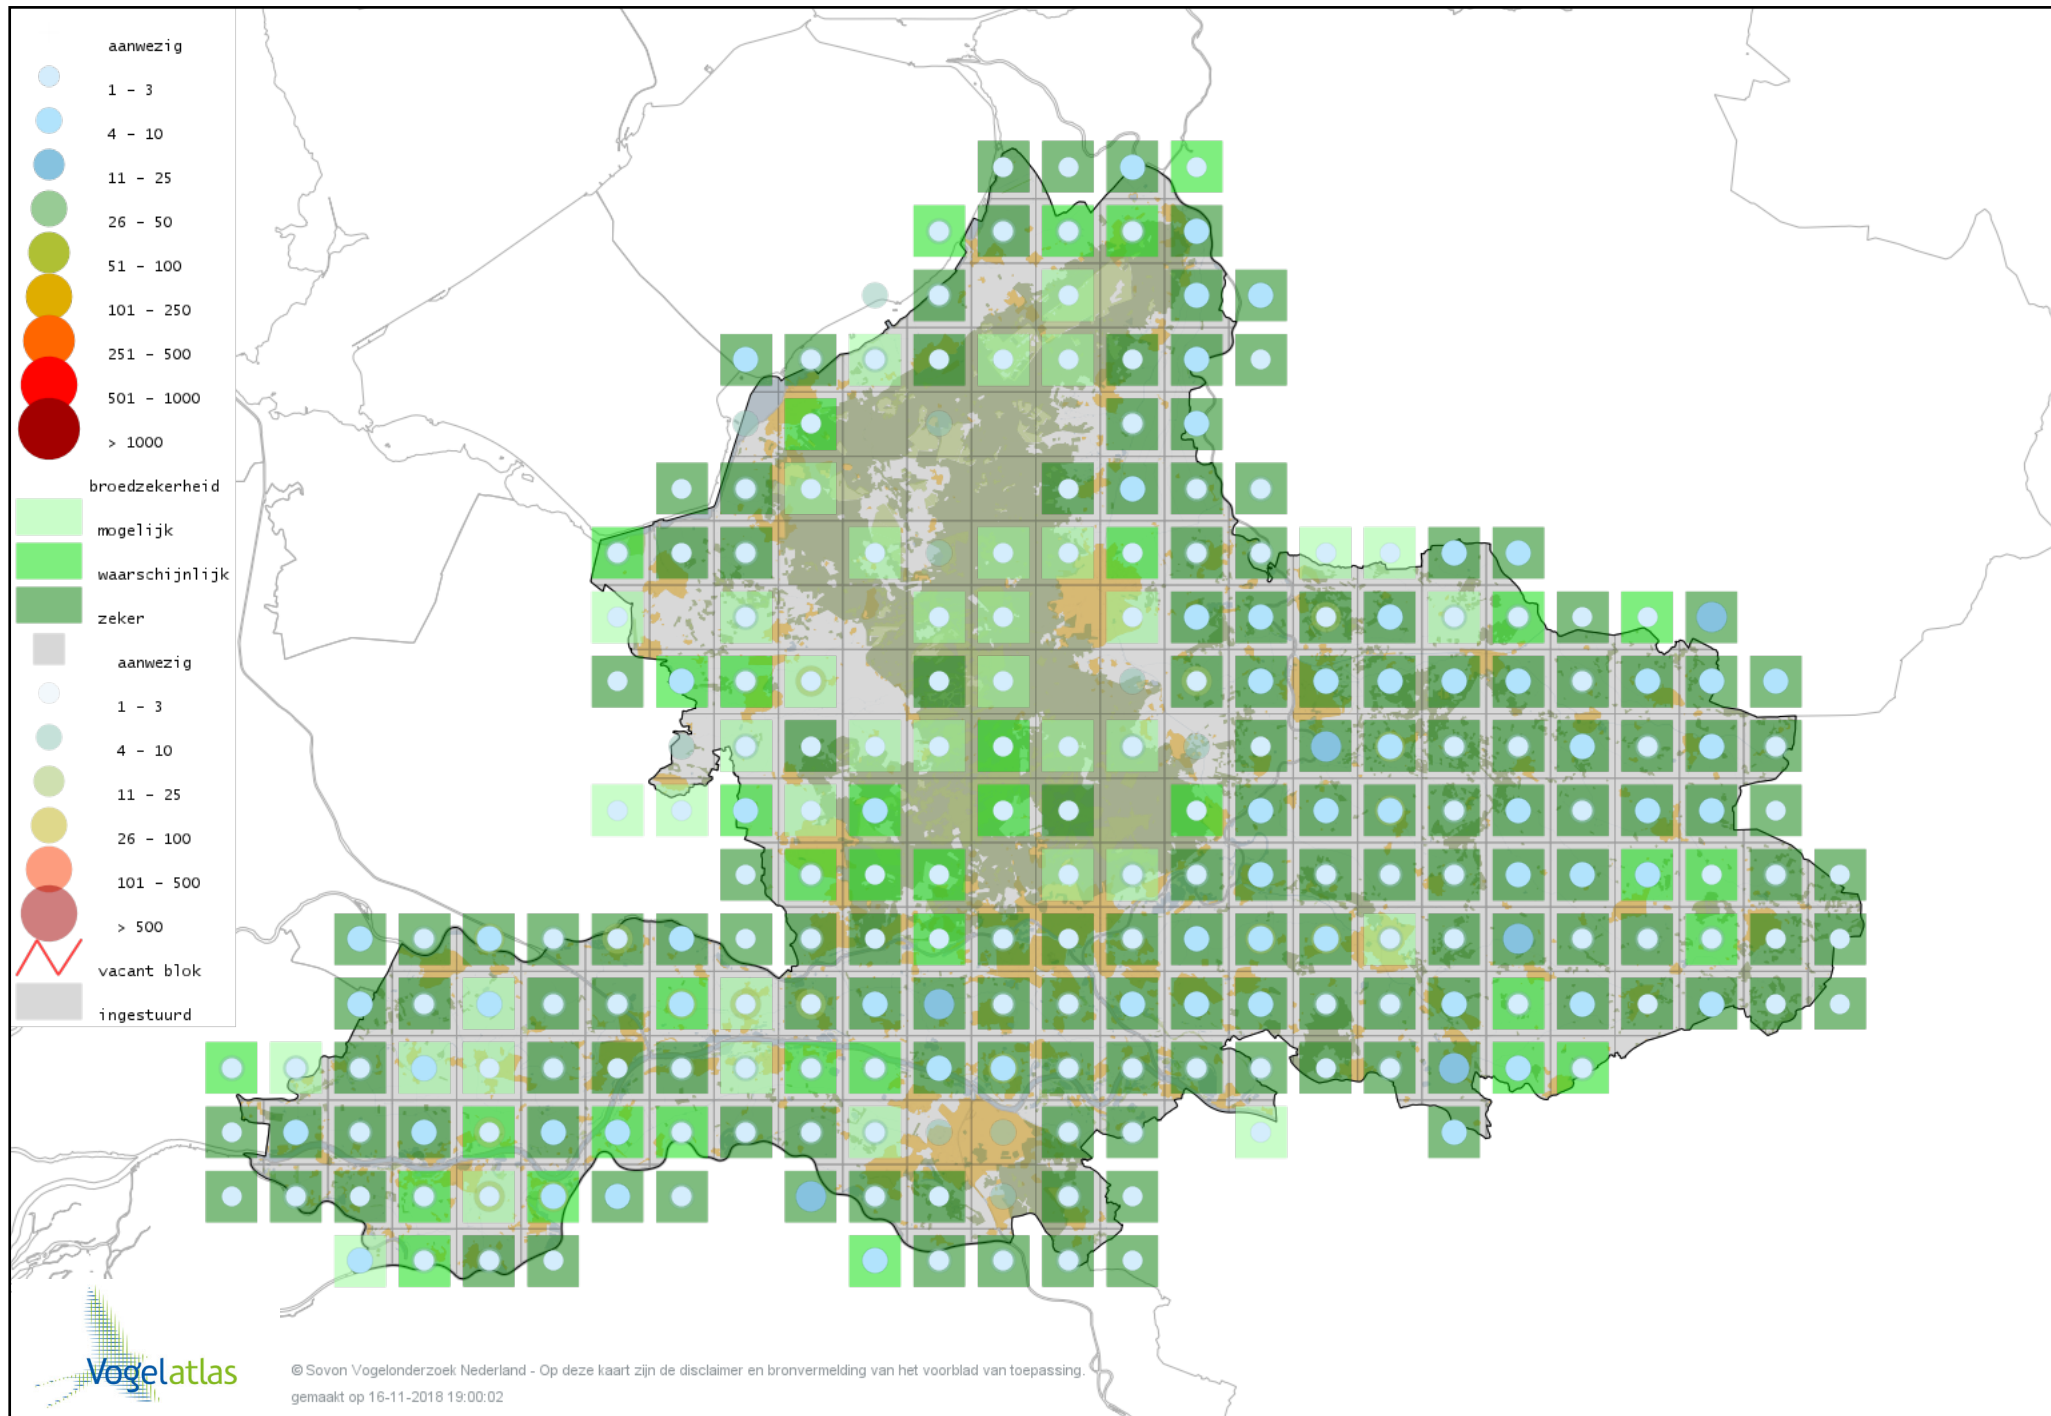 aanwezig
1 - 3
4 - 10
11 - 25
26 - 50
51 - 100
101 - 250
251 - 500
501 - 1000
> 1000
broedzekerheid
mogelijk
waarschijnlijk
zeker
aanwezig
1 - 3
4 - 10
11 - 25
26 - 100
101 - 500
> 500
vacant blok
ingestuurd
Vogelatlas
© Sovon Vogelonderzoek Nederland - Op deze kaart zijn de disclaimer en bronvermelding van het voorblad van toepassing.
gemaakt op 16-11-2018 19:00:02